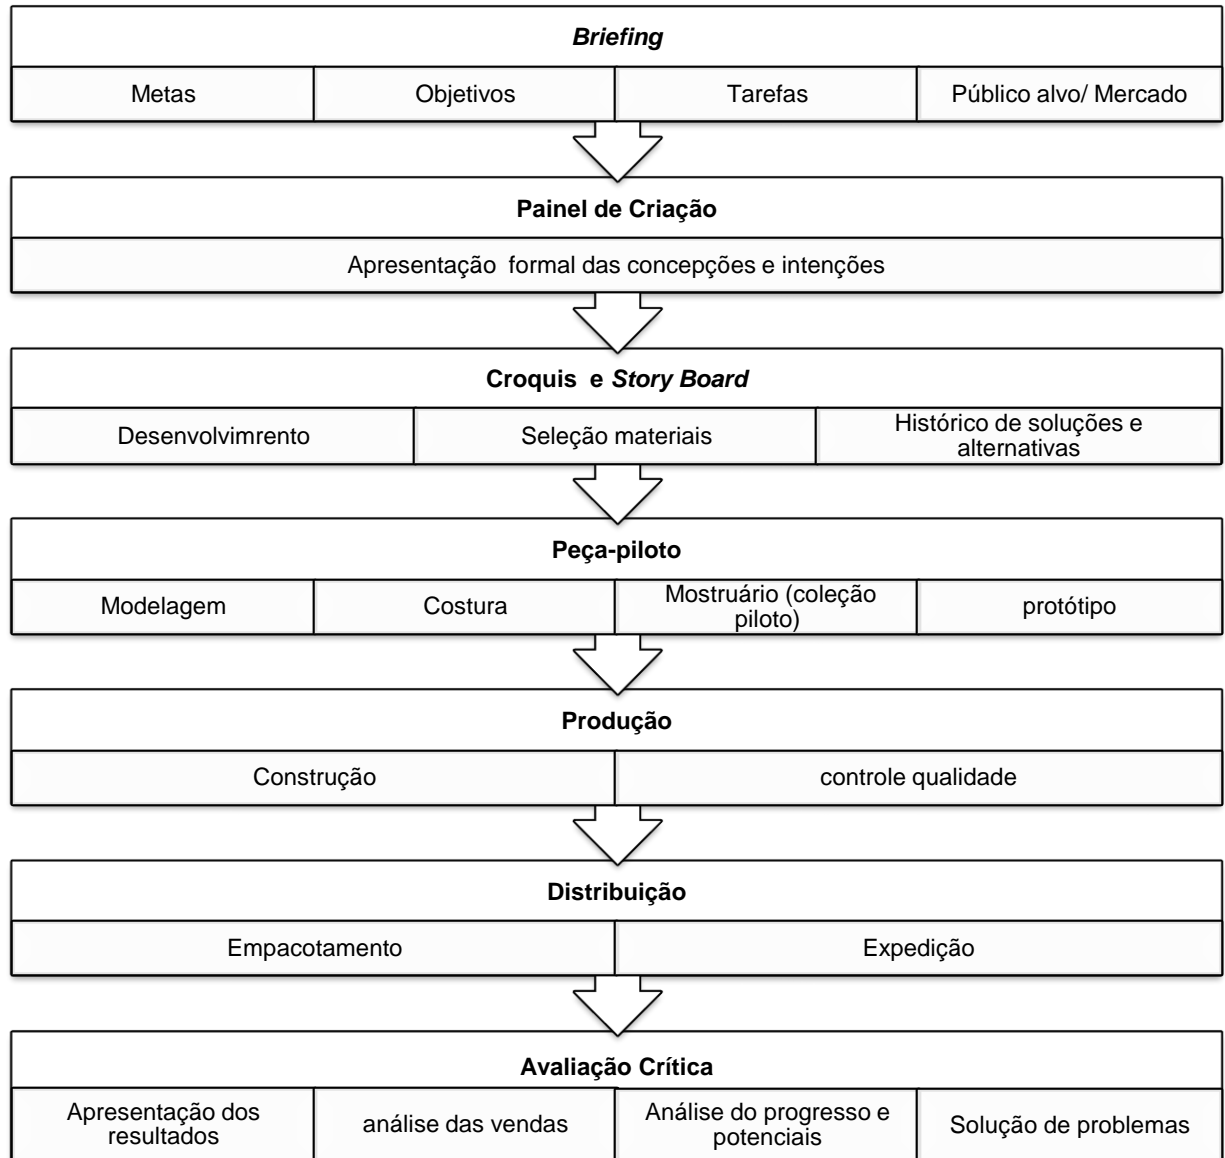 Briefing
Metas
Objetivos
Tarefas
Público alvo/ Mercado
Painel de Criação
Apresentação formal das concepções e intenções
Croquis e Story Board
Desenvolvimrento
Seleção materiais
Histórico de soluções e
alternativas
Peça-piloto
Modelagem
Costura
Mostruário (coleção
piloto)
protótipo
Produção
Construção
controle qualidade
Distribuição
Empacotamento
Expedição
Avaliação Crítica
Apresentação dos
resultados
análise das vendas
Análise do progresso e
potenciais
Solução de problemas